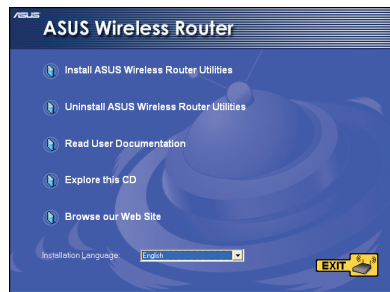 ASUS
ASUS Wireless Router
Install ASUS Wireless Router Utilities
Uninstall ASUS Wireless Router Utilities
Read User Documentation
Explore this CD
Browse our Web Site
Installation Language: English
EXIT